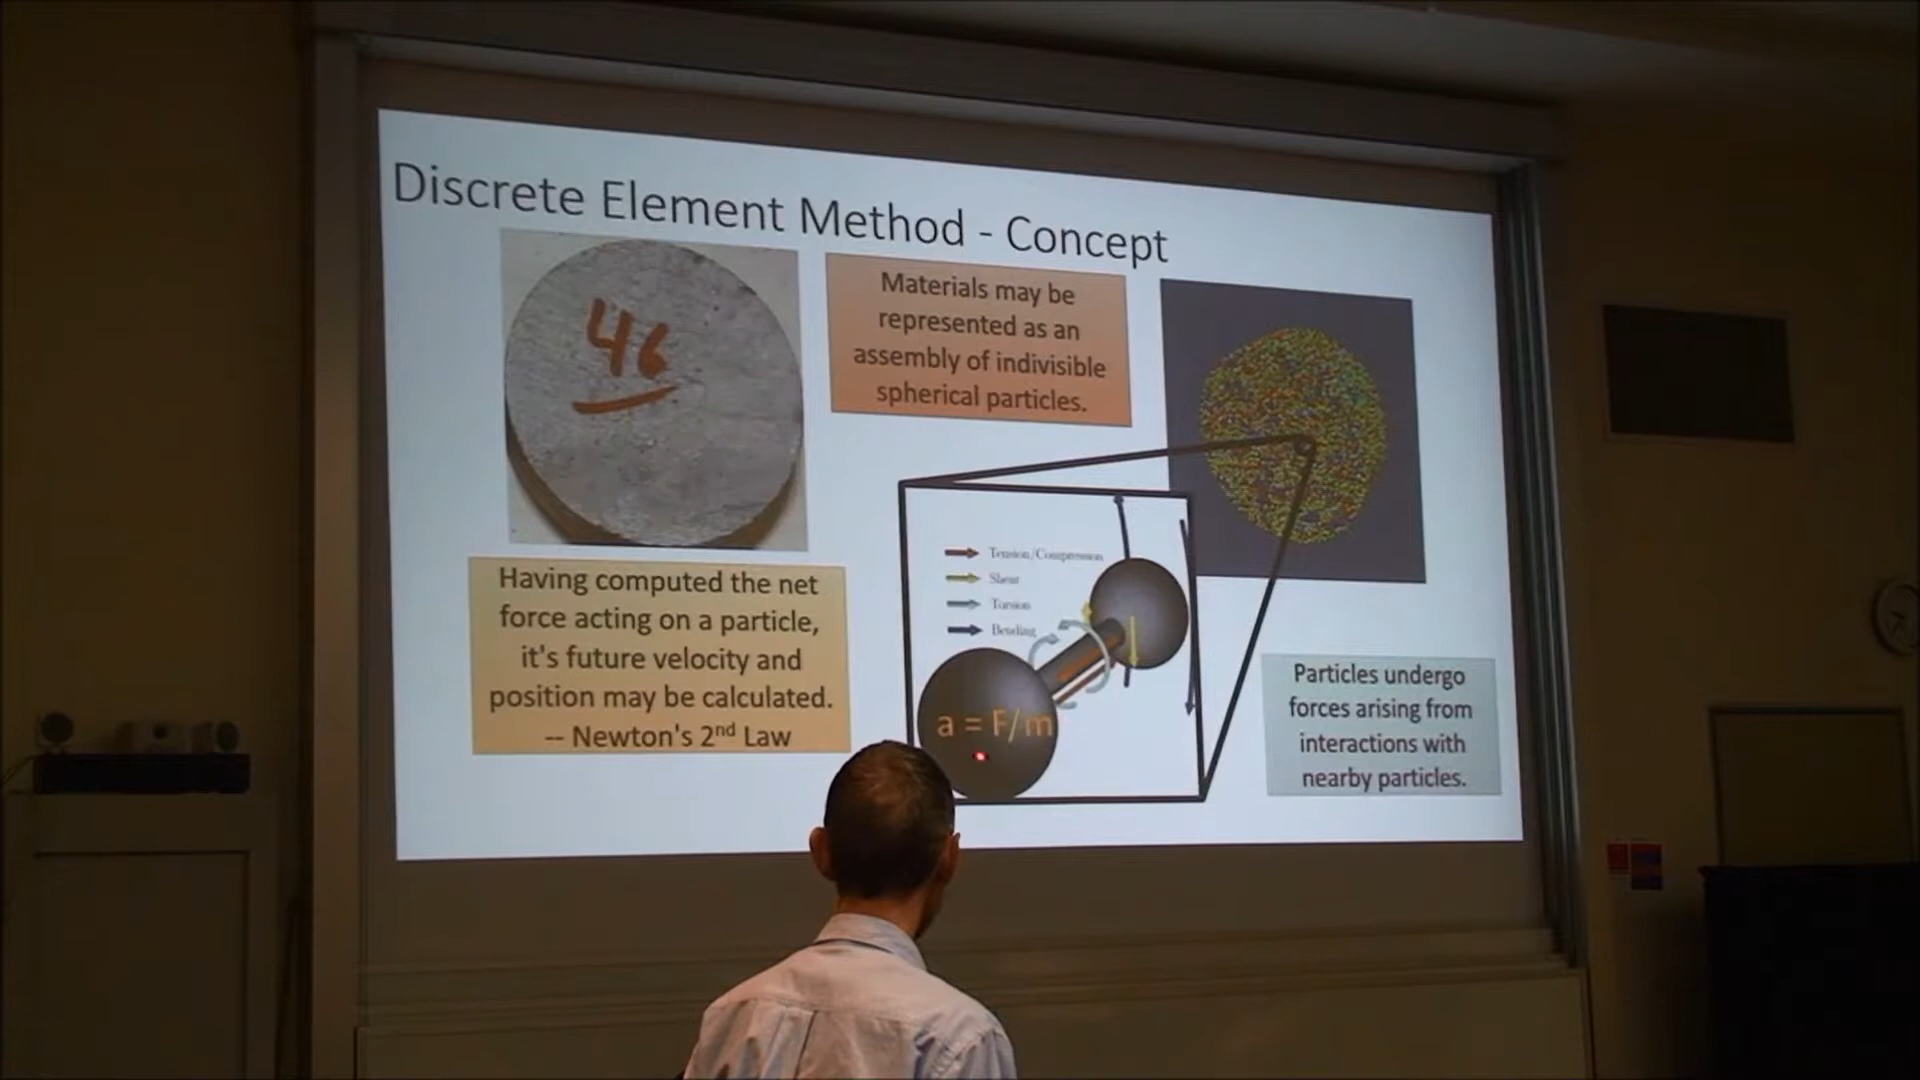 Discrete Element Method - Concept
46
Materials may be
represented as an
assembly of indivisible
spherical particles.
Having computed the net
force acting on a particle,
it's future velocity and
position may be calculated.
-- Newton's 2nd Law
Tension/Compression
Shear
Torsion
Bending
a = F/m
Particles undergo
forces arising from
interactions with
nearby particles.